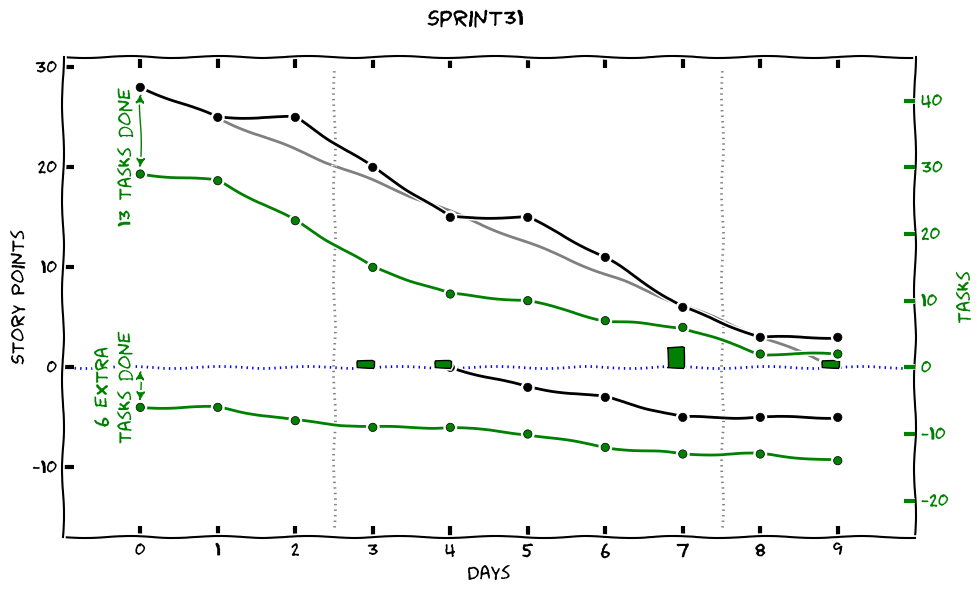 SPRINT31
30
20
10
0
-10
STORY POINTS
13 TASKS DONE
6 EXTRA
TASKS DONE
40
30
20
10
0
-10
-20
TASKS
0 1 2 3 4 5 6 7 8 9
DAYS